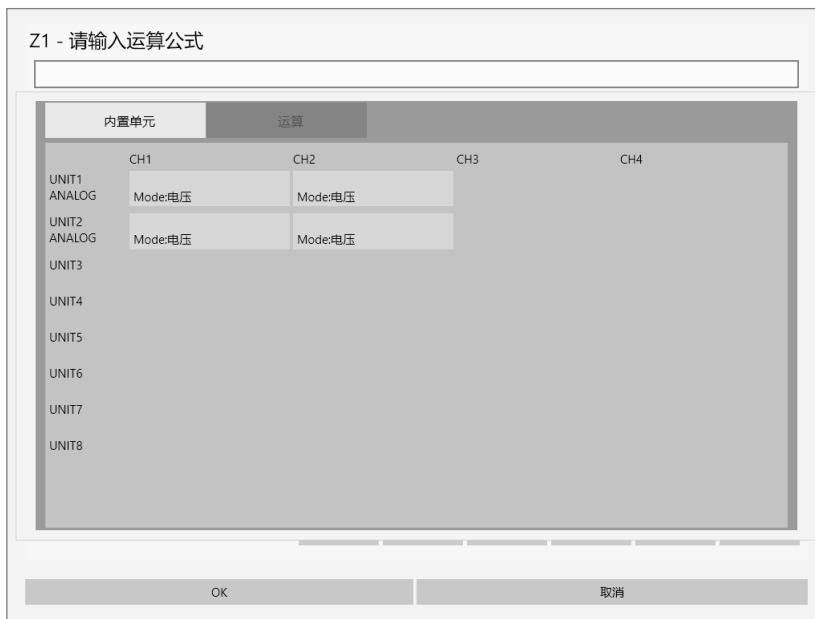 Z1 - 请输入运算公式
内置单元 运算
CH1 CH2 CH3 CH4
UNIT1
ANALOG Mode:电压 Mode:电压
UNIT2
ANALOG Mode:电压 Mode:电压
UNIT3
UNIT4
UNIT5
UNIT6
UNIT7
UNIT8
OK 取消